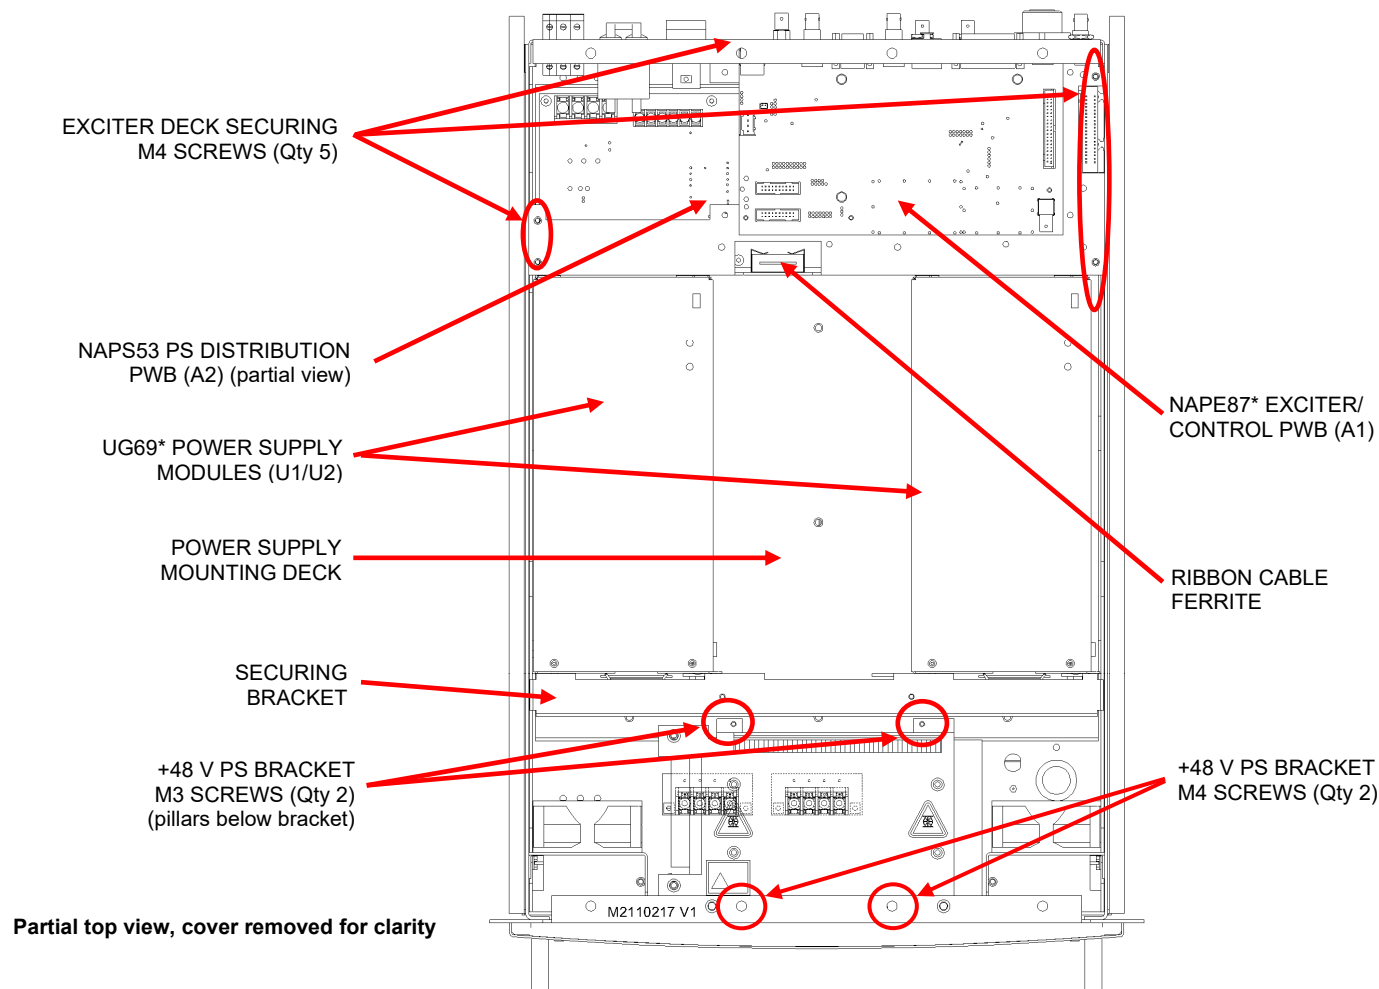 EXCITER DECK SECURING
M4 SCREWS (Qty 5)
NAPS53 PS DISTRIBUTION
PWB (A2) (partial view)
UG69* POWER SUPPLY
MODULES (U1/U2)
POWER SUPPLY
MOUNTING DECK
SECURING
BRACKET
+48 V PS BRACKET
M3 SCREWS (Qty 2)
(pillars below bracket)
NAPE87* EXCITER/
CONTROL PWB (A1)
RIBBON CABLE
FERRITE
+48 V PS BRACKET
M4 SCREWS (Qty 2)
M2110217 V1
Partial top view, cover removed for clarity